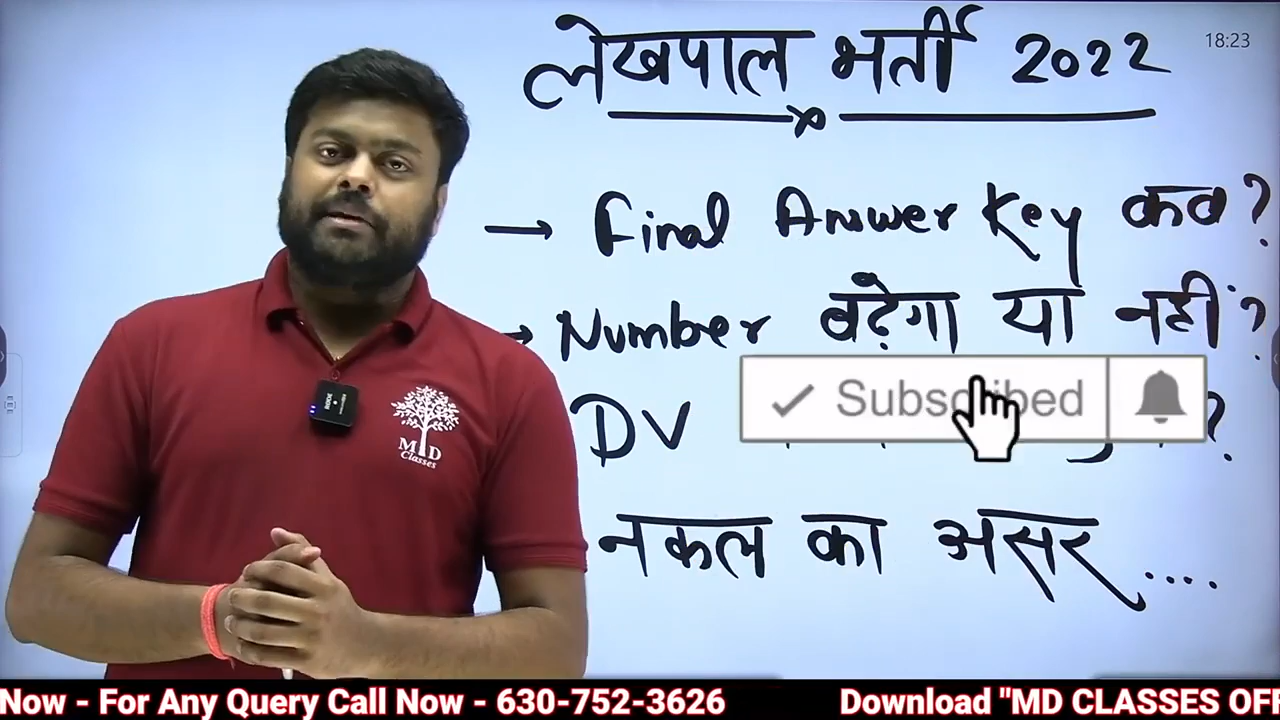 लेखपाल भर्ती 2022
18:23
→ Final Answer Key कब?
→ Number बढ़ेगा या नहीं?
DV ?
Subscribed
नकल का असर....
RODE
MD
Classes
Now - For Any Query Call Now - 630-752-3626 Download "MD CLASSES OFF